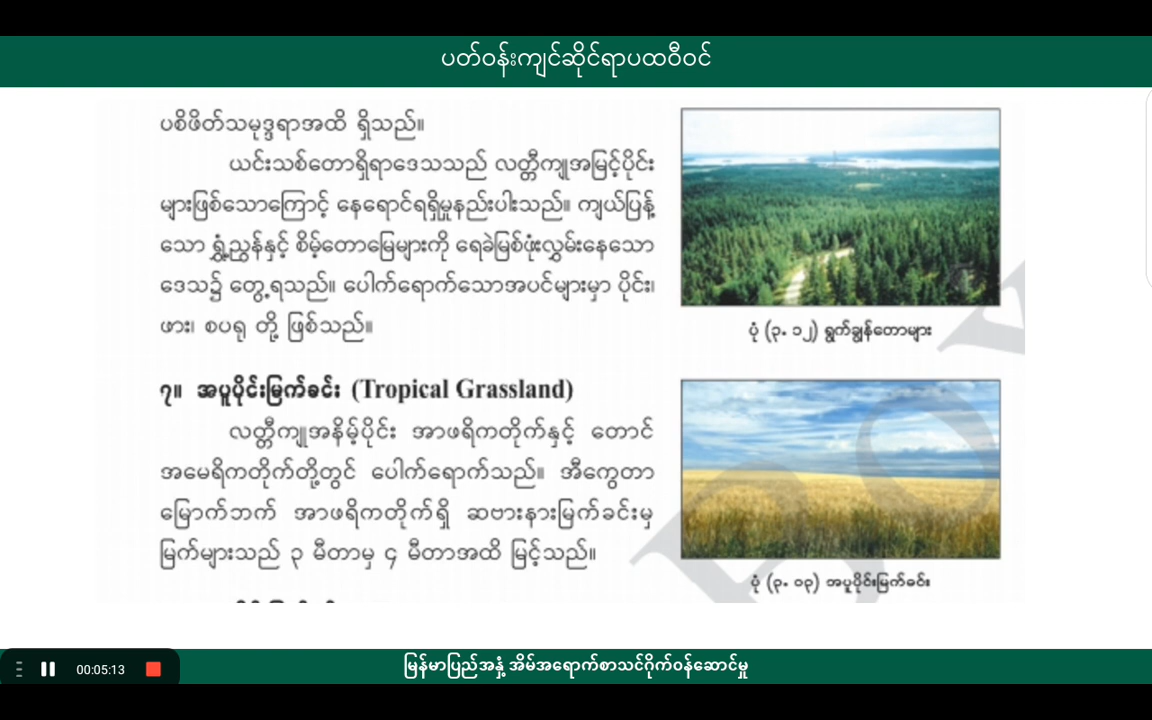 ပတ်ဝန်းကျင်ဆိုင်ရာပထဝီဝင်
ပစိဖိတ်သမုဒ္ဒရာအထိ ရှိသည်။
ယင်းသစ်တောရှိရာဒေသသည် လတ္တီကျုအမြင့်ပိုင်း
များဖြစ်သောကြောင့် နေရောင်ရရှိမှုနည်းပါးသည်။ ကျယ်ပြန့်
သော ရွှံ့ညွန်နှင့် စိမ့်တောမြေများကို ရေခဲမြစ်ဖုံးလွှမ်းနေသော
ဒေသ၌ တွေ့ရသည်။ ပေါက်ရောက်သောအပင်များမှာ ပိုင်း၊
ဖား၊ စပရု တို့ ဖြစ်သည်။
ပုံ (၃. ၁၂) ရွက်ချွန်တောများ
၇။ အပူပိုင်းမြက်ခင်း (Tropical Grassland)
လတ္တီကျုအနိမ့်ပိုင်း အာဖရိကတိုက်နှင့် တောင်
အမေရိကတိုက်တို့တွင် ပေါက်ရောက်သည်။ အီကွေတာ
မြောက်ဘက် အာဖရိကတိုက်ရှိ ဆဗားနားမြက်ခင်းမှ
မြက်များသည် ၃ မီတာမှ ၄ မီတာအထိ မြင့်သည်။
ပုံ (၃. ၁၃) အပူပိုင်းမြက်ခင်း
00:05:13
မြန်မာပြည်အနှံ့ အိမ်အရောက်စာသင်ဂိုက်ဝန်ဆောင်မှု